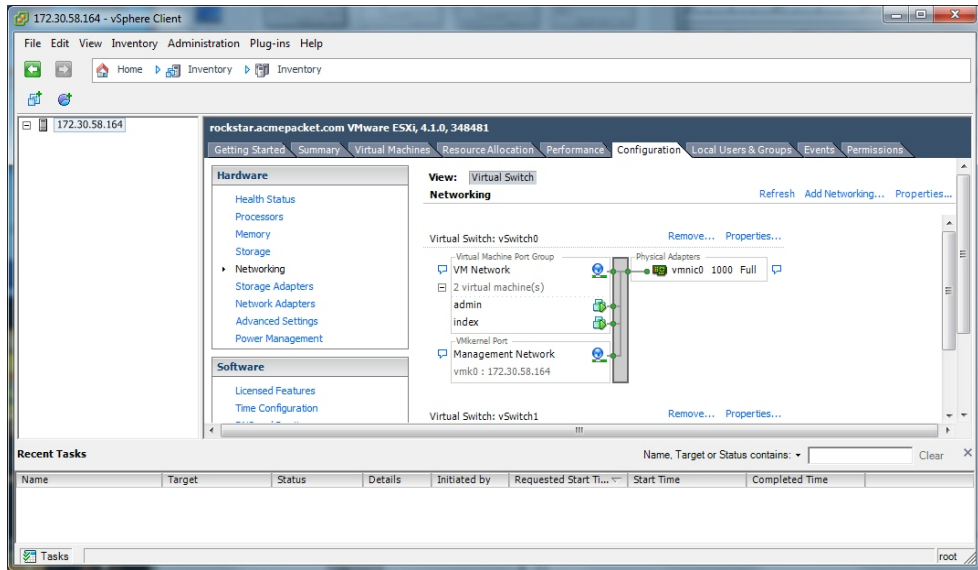 172.30.58.164 - vSphere Client
File Edit View Inventory Administration Plug-ins Help
Home Inventory Inventory
172.30.58.164
rockstar.acmepacket.com VMware ESXi, 4.1.0, 348481
Getting Started Summary Virtual Machines Resource Allocation Performance Configuration Local Users & Groups Events Permissions
Hardware
Health Status
Processors
Memory
Storage
Networking
Storage Adapters
Network Adapters
Advanced Settings
Power Management
Software
Licensed Features
Time Configuration
View: Virtual Switch
Networking Refresh Add Networking... Properties...
Virtual Switch: vSwitch0 Remove... Properties...
Virtual Machine Port Group Physical Adapters
VM Network vmnic0 1000 Full
2 virtual machine(s)
admin
index
VMkernel Port
Management Network
vmk0 : 172.30.58.164
Virtual Switch: vSwitch1 Remove... Properties...
Recent Tasks Name, Target or Status contains: Clear
Name Target Status Details Initiated by Requested Start Ti... Start Time Completed Time
Tasks root